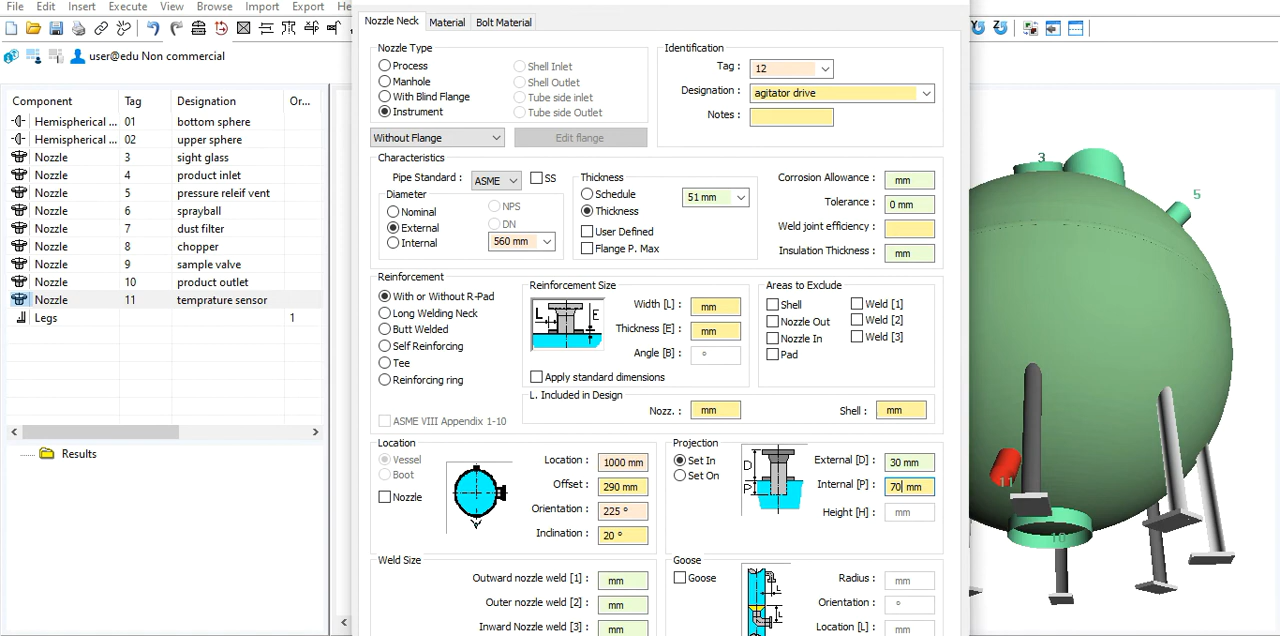 File Edit Insert Execute View Browse Import Export
user@edu Non commercial
Component Tag Designation Or...
Hemispherical ... 01 bottom sphere
Hemispherical ... 02 upper sphere
Nozzle 3 sight glass
Nozzle 4 product inlet
Nozzle 5 pressure releif vent
Nozzle 6 sprayball
Nozzle 7 dust filter
Nozzle 8 chopper
Nozzle 9 sample valve
Nozzle 10 product outlet
Nozzle 11 temprature sensor
Legs 1
Results
Nozzle Neck Material Bolt Material
Nozzle Type
Process Shell Inlet
Manhole Shell Outlet
With Blind Flange Tube side inlet
Instrument Tube side Outlet
Without Flange Edit flange
Identification
Tag : 12
Designation : agitator drive
Notes :
Characteristics
Pipe Standard : ASME SS
Diameter
Nominal NPS
External DN
Internal 560 mm
Thickness
Schedule 51 mm
Thickness
User Defined
Flange P. Max
Corrosion Allowance : mm
Tolerance : 0 mm
Weld joint efficiency :
Insulation Thickness : mm
Reinforcement
With or Without R-Pad
Long Welding Neck
Butt Welded
Self Reinforcing
Tee
Reinforcing ring
ASME VIII Appendix 1-10
Reinforcement Size
L E
Width [L] : mm
Thickness [E] : mm
Angle [B] : °
Apply standard dimensions
Areas to Exclude
Shell Weld [1]
Nozzle Out Weld [2]
Nozzle In Weld [3]
Pad
L. Included in Design
Nozz. : mm Shell : mm
Location
Vessel
Boot
Nozzle
Location : 1000 mm
Offset : 290 mm
Orientation : 225 °
Inclination : 20 °
Projection
Set In
Set On
D
P
External [D] : 30 mm
Internal [P] : 70 mm
Height [H] : mm
Weld Size
Outward nozzle weld [1] : mm
Outer nozzle weld [2] : mm
Inward Nozzle weld [3] : mm
Goose
Goose
L
L
Radius : mm
Orientation : °
Location [L] : mm
Y Z
3
5
11
10